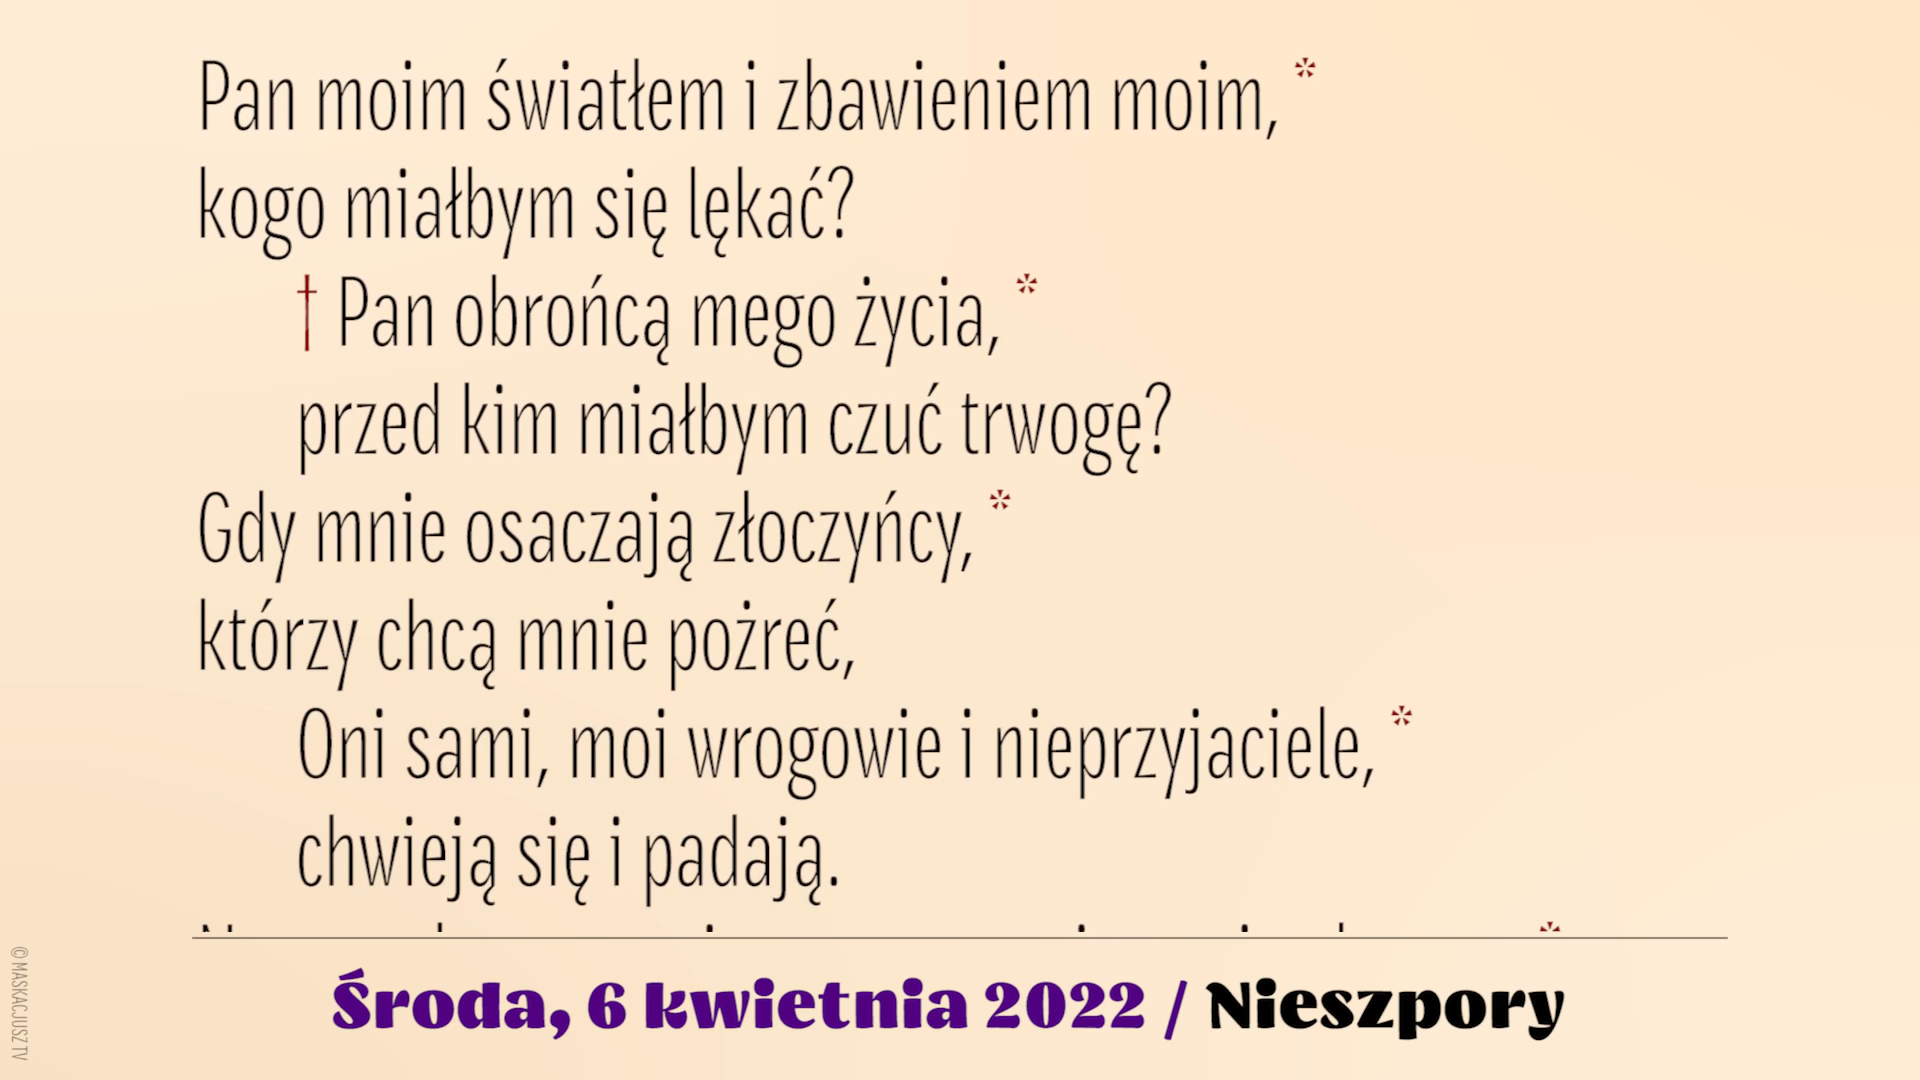 Pan moim światłem i zbawieniem moim, *
kogo miałbym się lękać?
† Pan obrońcą mego życia, *
przed kim miałbym czuć trwogę?
Gdy mnie osaczają złoczyńcy, *
którzy chcą mnie pożreć,
Oni sami, moi wrogowie i nieprzyjaciele, *
chwieją się i padają.
Środa, 6 kwietnia 2022 / Nieszpory
© MASKACJUSZ TV